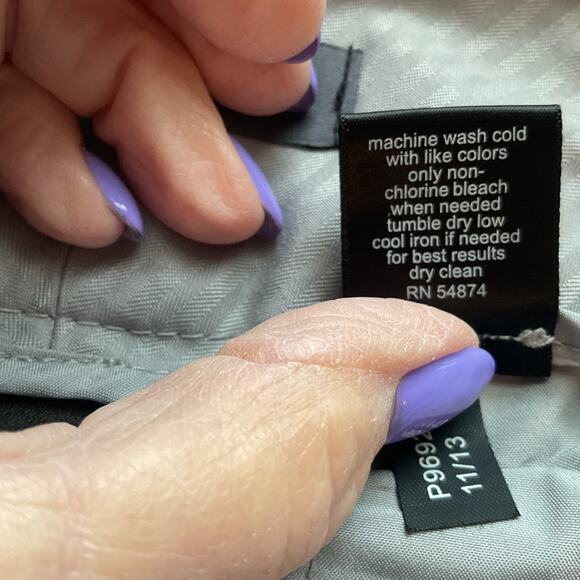 machine wash cold
with like colors
only non-
chlorine bleach
when needed
tumble dry low
cool iron if needed
for best results
dry clean
RN 54874
11/13